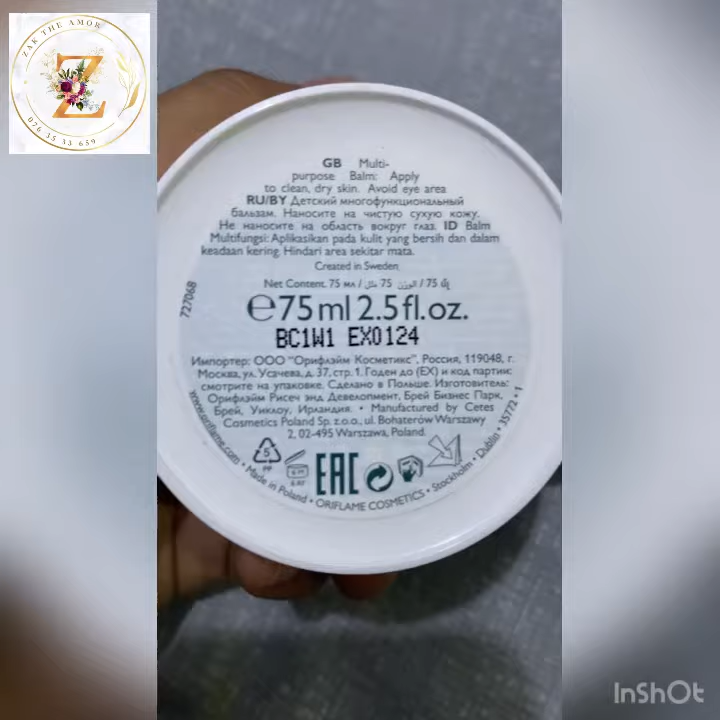 ZAK THE AMOR
Z
076 35 33 659
GB Multi-
purpose Balm: Apply
to clean, dry skin. Avoid eye area
RU/BY Детский многофункциональный
бальзам. Наносите на чистую сухую кожу.
Не наносите на область вокруг глаз. ID Balm
Multifungsi: Aplikasikan pada kulit yang bersih dan dalam
keadaan kering. Hindari area sekitar mata.
Created in Sweden
Net Content. 75 мл / 75 مل / الوزن
727068
℮75 ml 2.5 fl. oz.
BC1W1 EX0124
Импортер: ООО "Орифлэйм Косметикс", Россия, 119048, г.
Москва, ул. Усачева, д. 37, стр. 1. Годен до (EX) и код партии:
смотрите на упаковке. Сделано в Польше. Изготовитель:
Орифлэйм Рисеч энд Девелопмент, Брей Бизнес Парк,
Брей, Уиклоу, Ирландия. • Manufactured by Cetes
Cosmetics Poland Sp. z.o.o., ul. Bohaterów Warszawy
2, 02-495 Warszawa, Poland.
5
PP
EAC
www.oriflame.com • Made in Poland • ORIFLAME COSMETICS • Stockholm • Dublin • 35772 • 1
InShOt